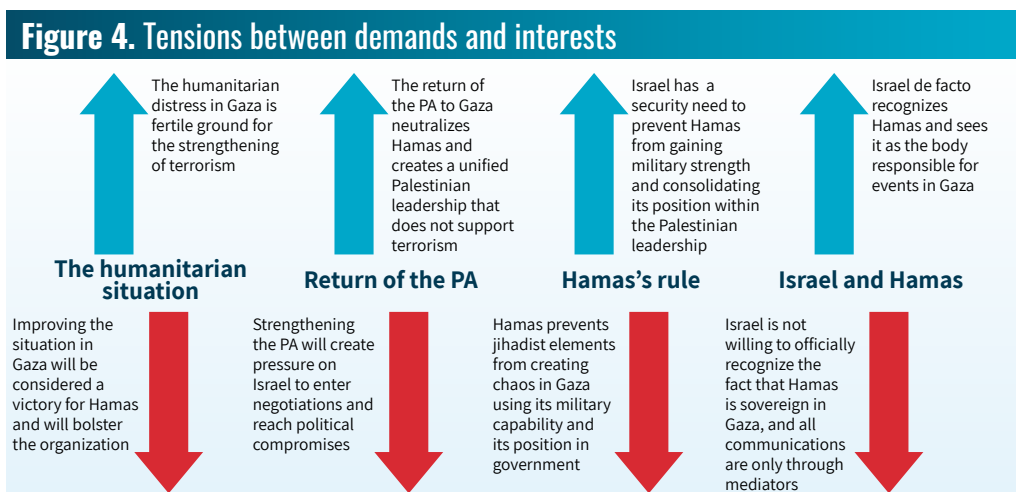 Figure 4. Tensions between demands and interests
The humanitarian
distress in Gaza is
fertile ground for
the strengthening
of terrorism
The return of
the PA to Gaza
neutralizes
Hamas and
creates a unified
Palestinian
leadership that
does not support
terrorism
Israel has a
security need to
prevent Hamas
from gaining
military strength
and consolidating
its position within
the Palestinian
leadership
Israel de facto
recognizes
Hamas and sees
it as the body
responsible for
events in Gaza
The humanitarian
situation
Return of the PA
Hamas's rule
Israel and Hamas
Improving the
situation in
Gaza will be
considered a
victory for Hamas
and will bolster
the organization
Strengthening
the PA will create
pressure on
Israel to enter
negotiations and
reach political
compromises
Hamas prevents
jihadist elements
from creating
chaos in Gaza
using its military
capability and
its position in
government
Israel is not
willing to officially
recognize the
fact that Hamas
is sovereign in
Gaza, and all
communications
are only through
mediators